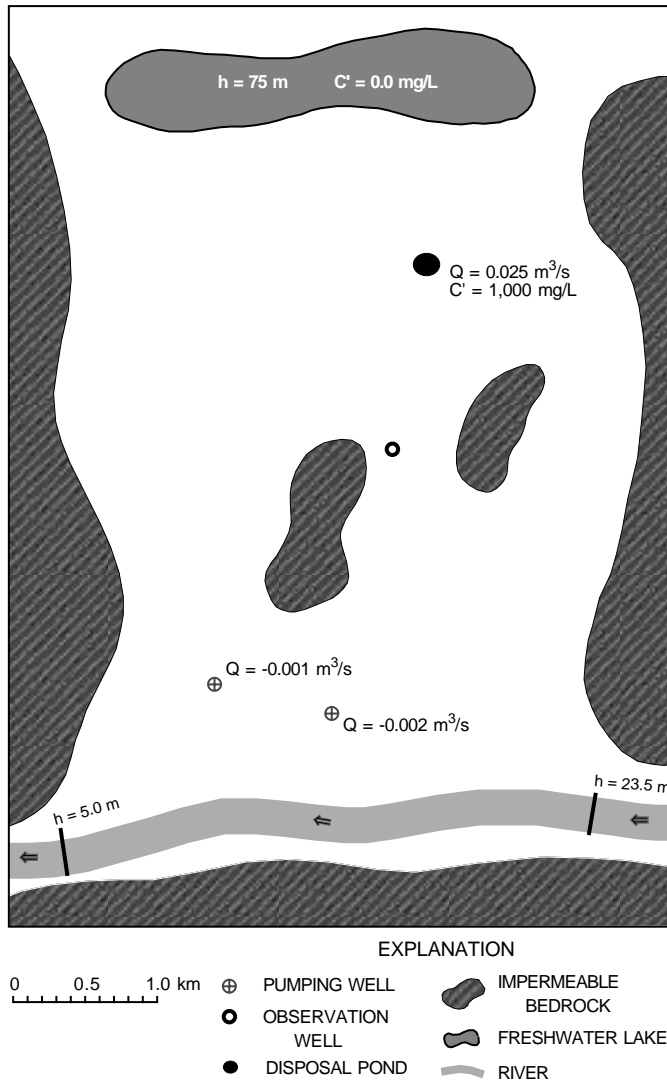 h = 75 m C' = 0.0 mg/L
Q = 0.025 m³/s
C' = 1,000 mg/L
Q = -0.001 m³/s
Q = -0.002 m³/s
h = 5.0 m
h = 23.5 m
EXPLANATION
0 0.5 1.0 km
PUMPING WELL
OBSERVATION
WELL
DISPOSAL POND
IMPERMEABLE
BEDROCK
FRESHWATER LAKE
RIVER